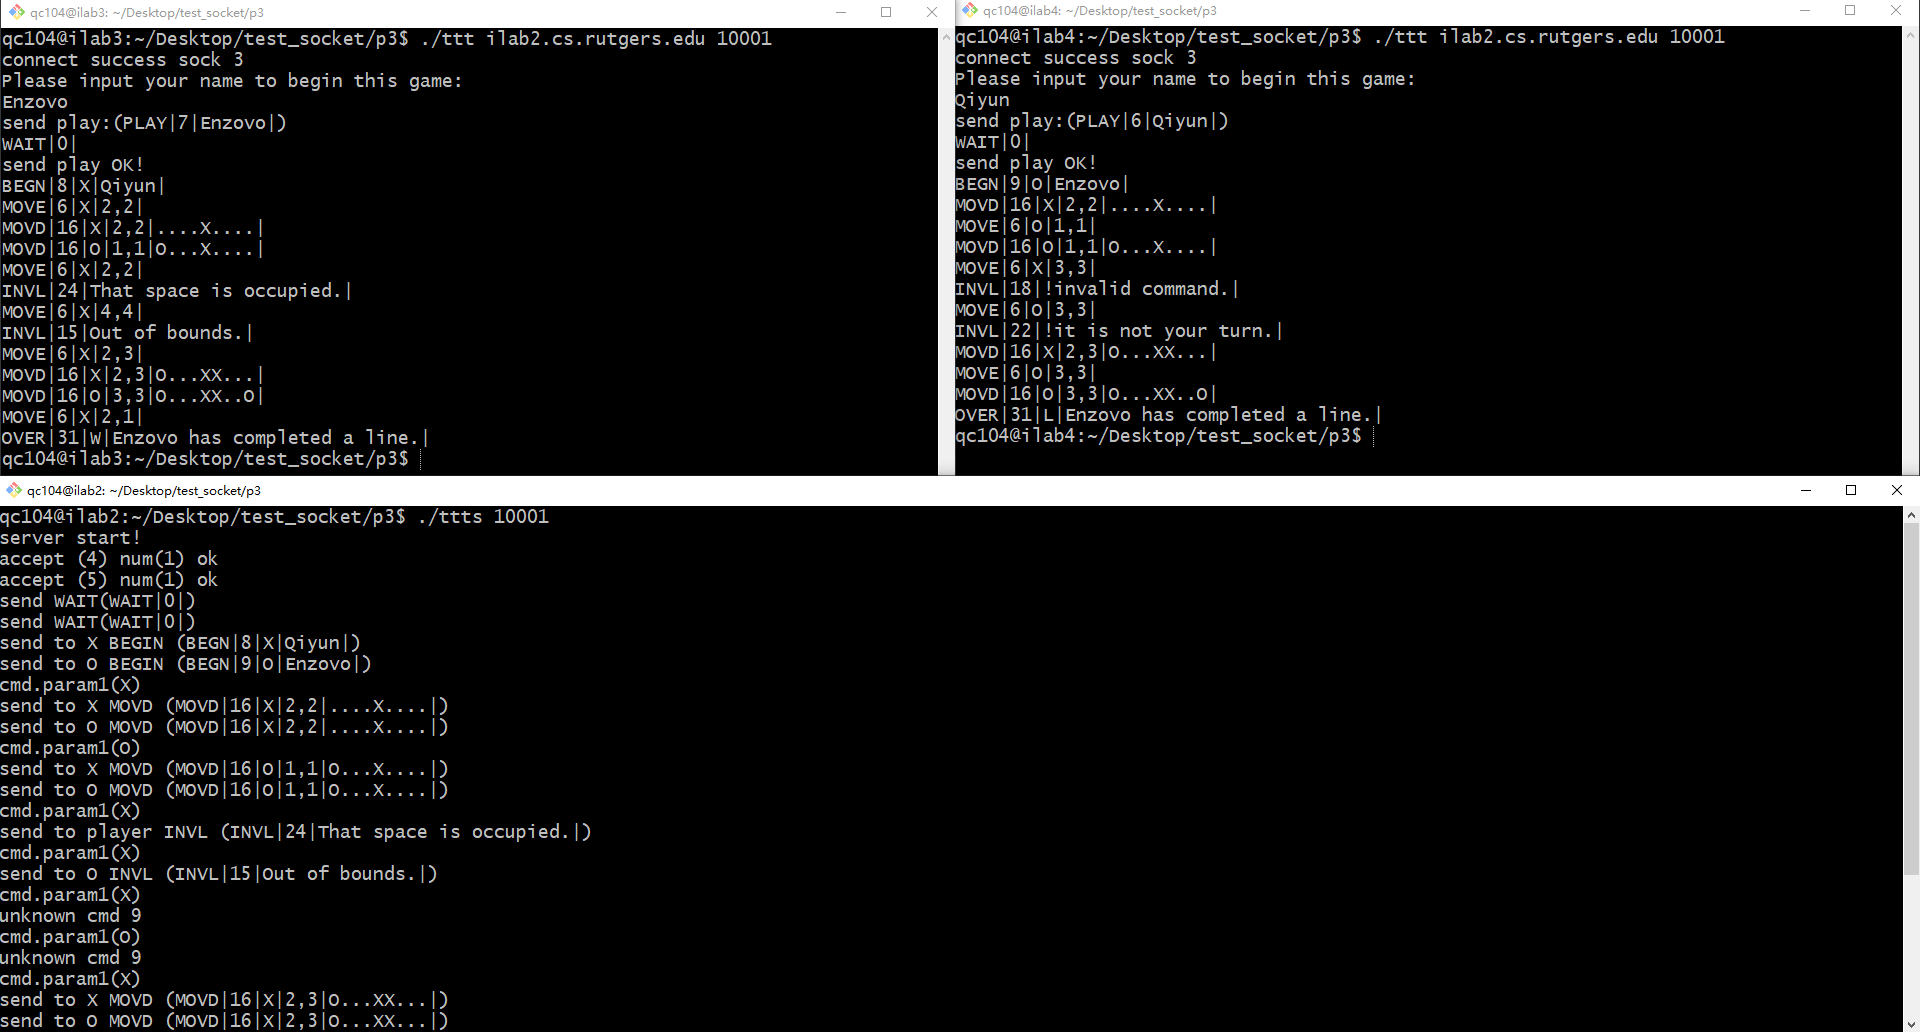 qc104@ilab3: ~/Desktop/test_socket/p3
qc104@ilab3:~/Desktop/test_socket/p3$ ./ttt ilab2.cs.rutgers.edu 10001
connect success sock 3
Please input your name to begin this game:
Enzovo
send play:(PLAY|7|Enzovo|)
WAIT|0|
send play OK!
BEGN|8|X|Qiyun|
MOVE|6|X|2,2|
MOVD|16|X|2,2|....X....|
MOVD|16|O|1,1|O...X....|
MOVE|6|X|2,2|
INVL|24|That space is occupied.|
MOVE|6|X|4,4|
INVL|15|Out of bounds.|
MOVE|6|X|2,3|
MOVD|16|X|2,3|O...XX...|
MOVD|16|O|3,3|O...XX..O|
MOVE|6|X|2,1|
OVER|31|W|Enzovo has completed a line.|
qc104@ilab3:~/Desktop/test_socket/p3$
qc104@ilab4: ~/Desktop/test_socket/p3
qc104@ilab4:~/Desktop/test_socket/p3$ ./ttt ilab2.cs.rutgers.edu 10001
connect success sock 3
Please input your name to begin this game:
Qiyun
send play:(PLAY|6|Qiyun|)
WAIT|0|
send play OK!
BEGN|9|O|Enzovo|
MOVD|16|X|2,2|....X....|
MOVE|6|O|1,1|
MOVD|16|O|1,1|O...X....|
MOVE|6|X|3,3|
INVL|18|!invalid command.|
MOVE|6|O|3,3|
INVL|22|!it is not your turn.|
MOVD|16|X|2,3|O...XX...|
MOVE|6|O|3,3|
MOVD|16|O|3,3|O...XX..O|
OVER|31|L|Enzovo has completed a line.|
qc104@ilab4:~/Desktop/test_socket/p3$
qc104@ilab2: ~/Desktop/test_socket/p3
qc104@ilab2:~/Desktop/test_socket/p3$ ./ttts 10001
server start!
accept (4) num(1) ok
accept (5) num(1) ok
send WAIT(WAIT|0|)
send WAIT(WAIT|0|)
send to X BEGIN (BEGN|8|X|Qiyun|)
send to O BEGIN (BEGN|9|O|Enzovo|)
cmd.param1(X)
send to X MOVD (MOVD|16|X|2,2|....X....|)
send to O MOVD (MOVD|16|X|2,2|....X....|)
cmd.param1(O)
send to X MOVD (MOVD|16|O|1,1|O...X....|)
send to O MOVD (MOVD|16|O|1,1|O...X....|)
cmd.param1(X)
send to player INVL (INVL|24|That space is occupied.|)
cmd.param1(X)
send to O INVL (INVL|15|Out of bounds.|)
cmd.param1(X)
unknown cmd 9
cmd.param1(O)
unknown cmd 9
cmd.param1(X)
send to X MOVD (MOVD|16|X|2,3|O...XX...|)
send to O MOVD (MOVD|16|X|2,3|O...XX...|)